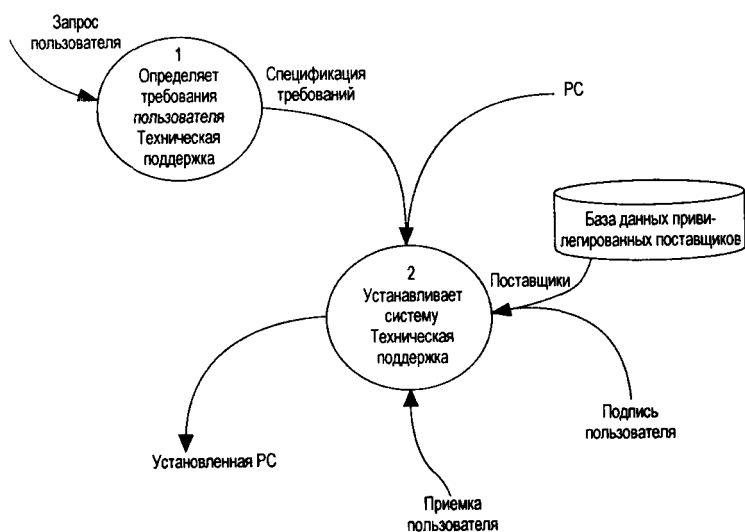 Запрос
пользователя
1
Определяет
требования
пользователя
Техническая
поддержка
Спецификация
требований
PC
База данных приви-
легированных поставщиков
2
Устанавливает
систему
Техническая
поддержка
Поставщики
Подпись
пользователя
Установленная PC
Приемка
пользователя